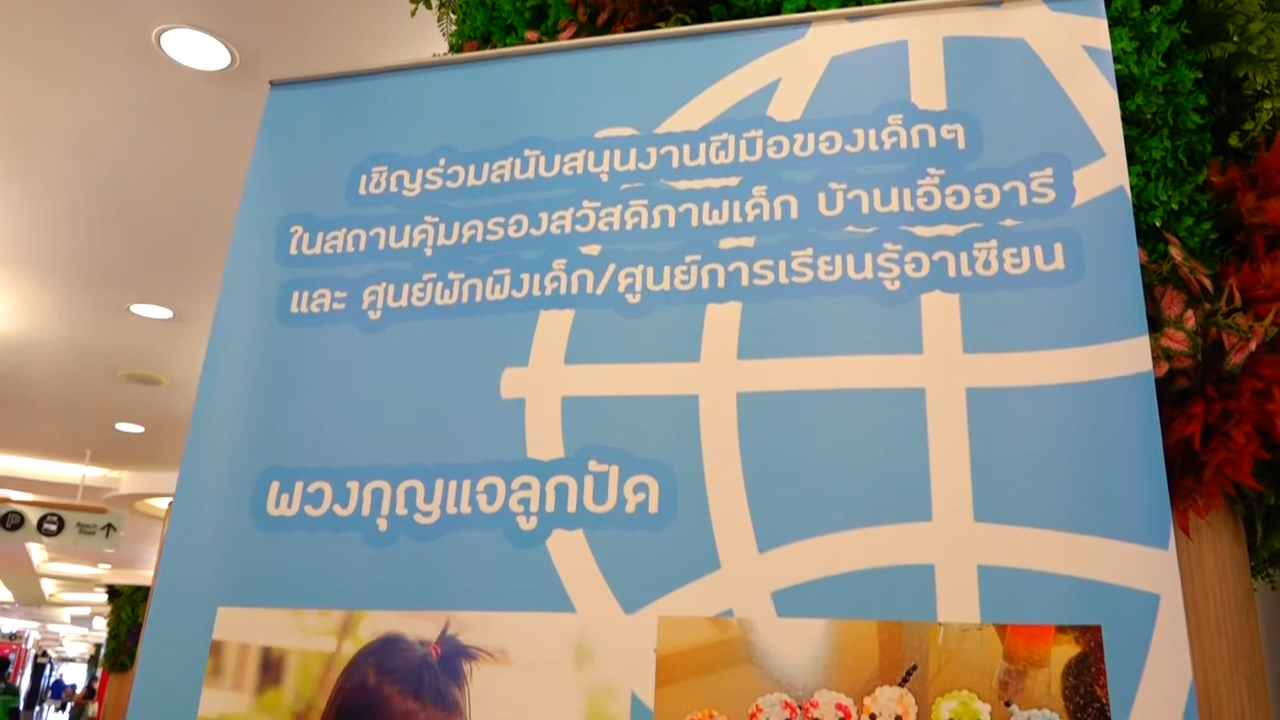 เชิญร่วมสนับสนุนงานฝีมือของเด็กๆ
ในสถานคุ้มครองสวัสดิภาพเด็ก บ้านเอื้ออารี
และ ศูนย์พักพิงเด็ก/ศูนย์การเรียนรู้อาเซียน
พวงกุญแจลูกปัด
P
Beach
Road